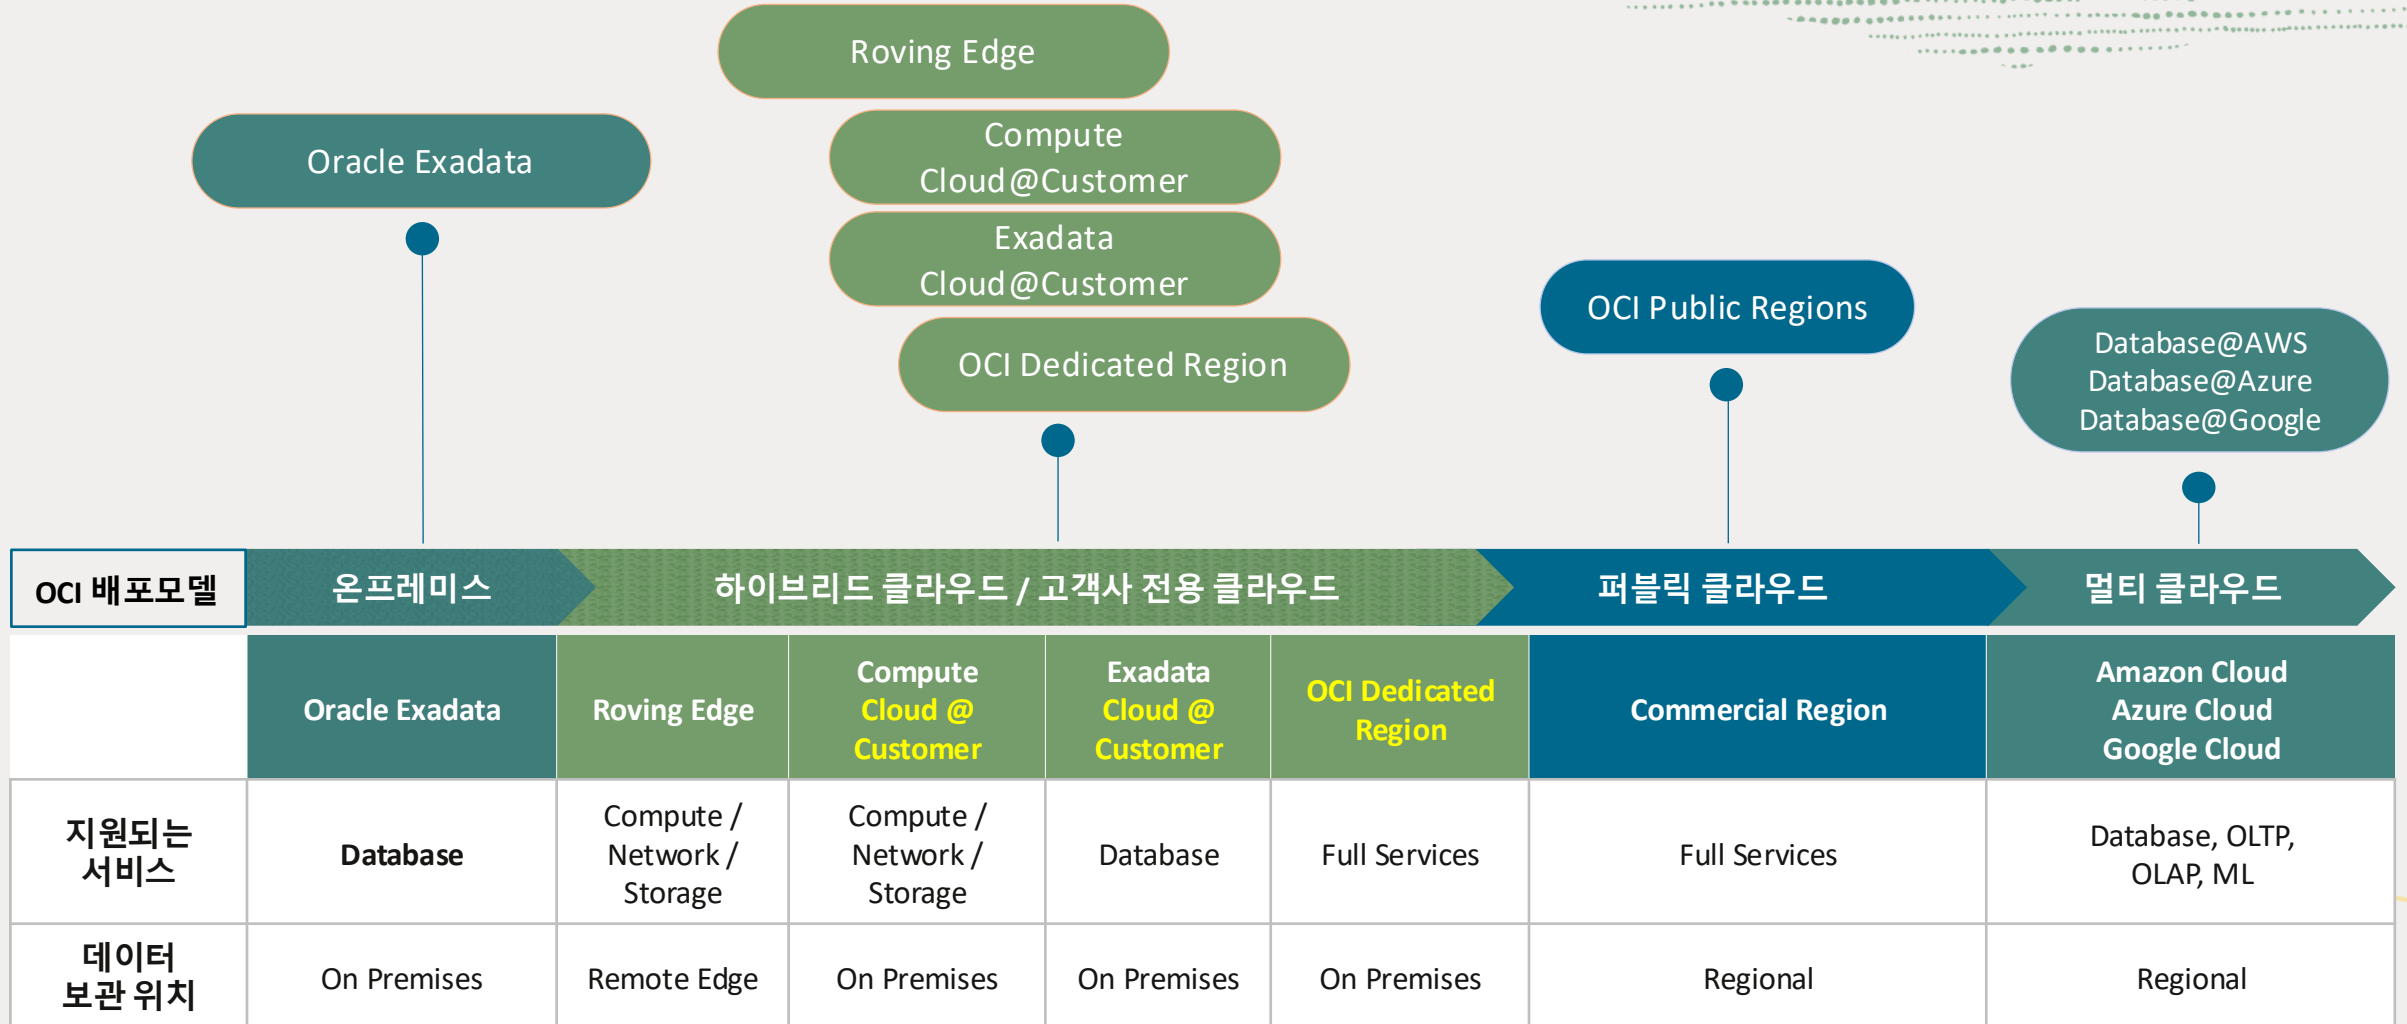 Roving Edge
Oracle Exadata
Compute
Cloud@Customer
Exadata
Cloud@Customer
OCI Dedicated Region
OCI Public Regions
Database@AWS
Database@Azure
Database@Google
OCI 배포모델
온프레미스
하이브리드 클라우드 / 고객사 전용 클라우드
퍼블릭 클라우드
멀티 클라우드
Oracle Exadata
Roving Edge
Compute
Cloud @
Customer
Exadata
Cloud @
Customer
OCI Dedicated
Region
Commercial Region
Amazon Cloud
Azure Cloud
Google Cloud
지원되는
서비스
Database
Compute /
Network /
Storage
Compute /
Network /
Storage
Database
Full Services
Full Services
Database, OLTP,
OLAP, ML
데이터
보관 위치
On Premises
Remote Edge
On Premises
On Premises
On Premises
Regional
Regional